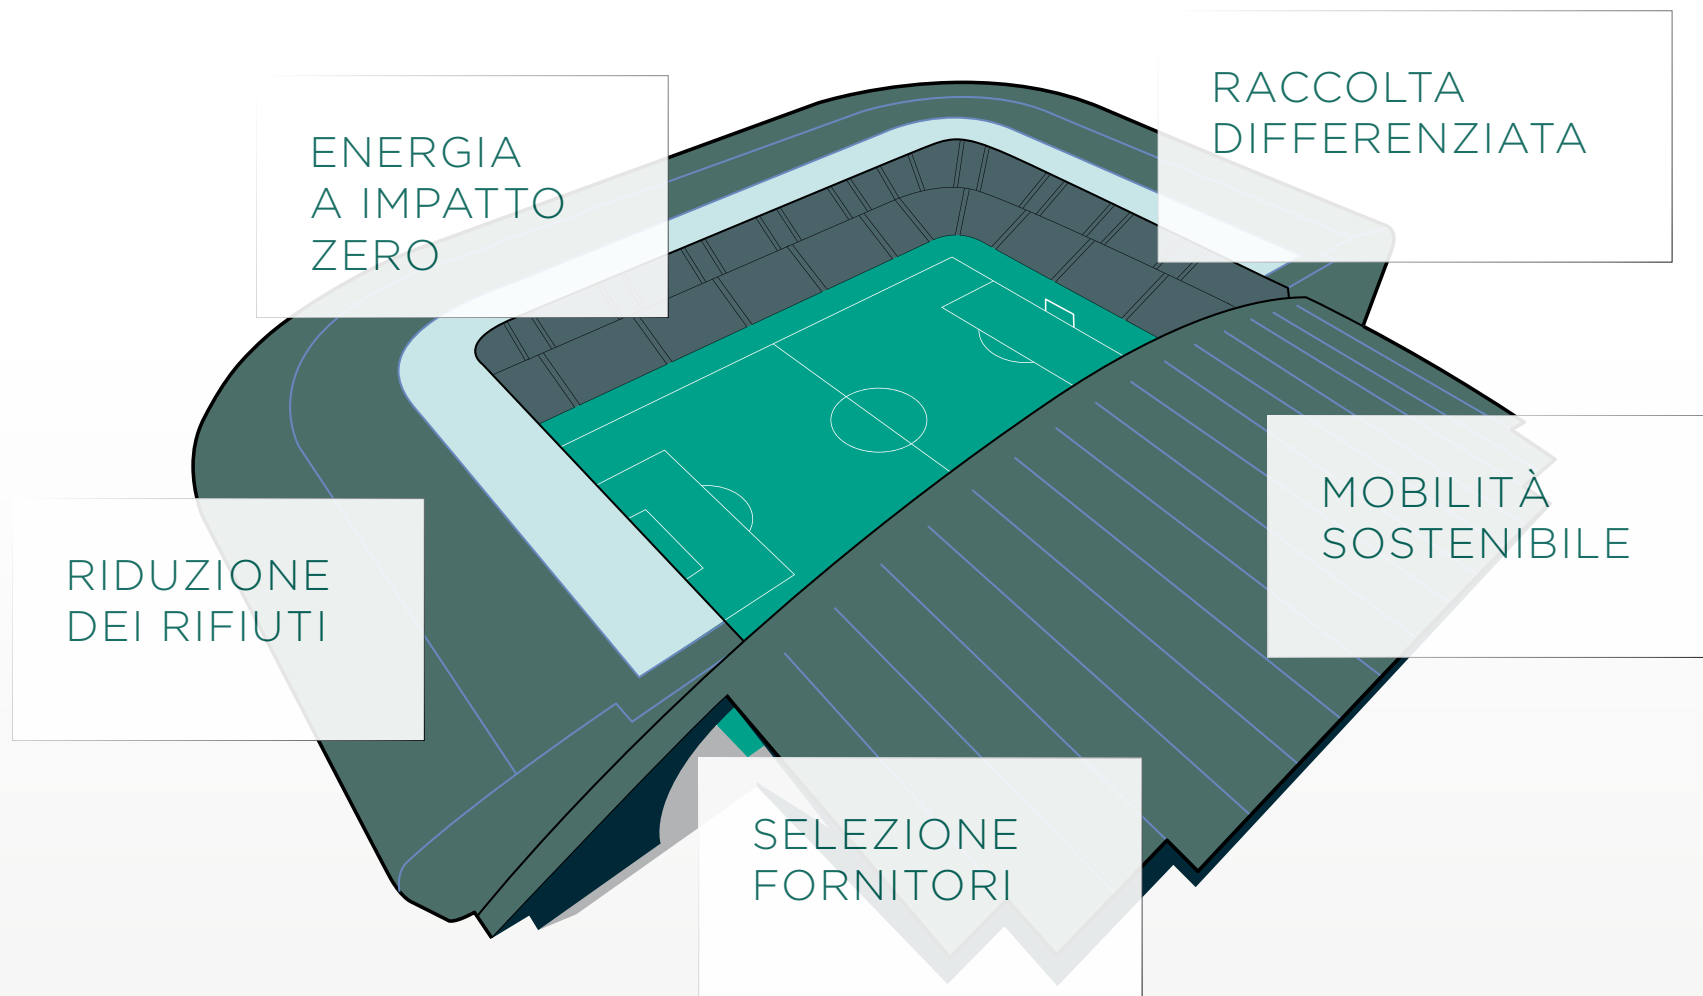 ENERGIA
A IMPATTO
ZERO
RACCOLTA
DIFFERENZIATA
MOBILITÀ
SOSTENIBILE
RIDUZIONE
DEI RIFIUTI
SELEZIONE
FORNITORI